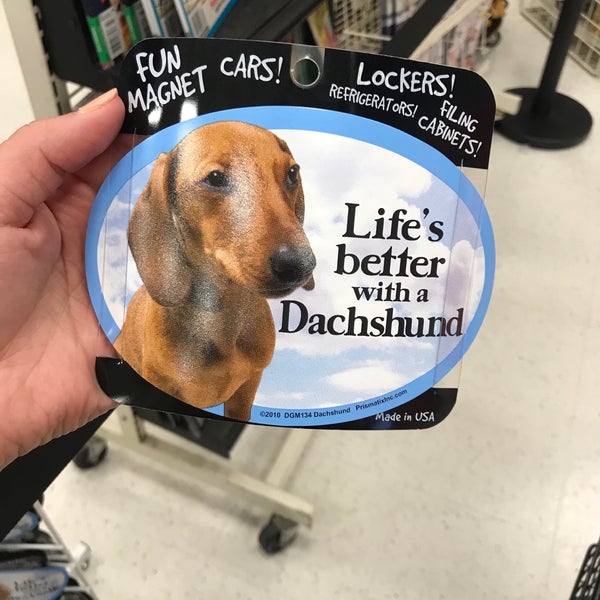 FUN
MAGNET
CARS!
LOCKERS!
REFRIGERATORS!
FILING
CABINETS!
Life's
better
with a
Dachshund
©2010 DGM134 Dachshund PrismatixInc.com
Made in USA